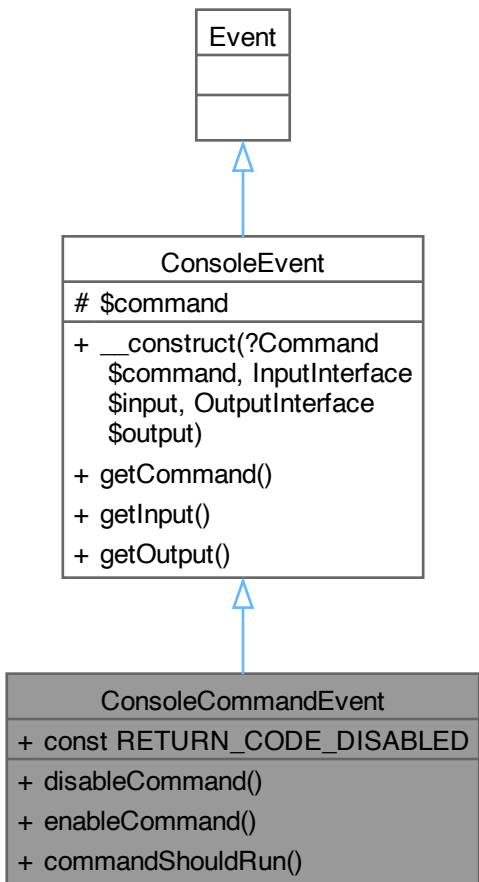 Event
ConsoleEvent
# $command
+ __construct(?Command
$command, InputInterface
$input, OutputInterface
$output)
+ getCommand()
+ getInput()
+ getOutput()
ConsoleCommandEvent
+ const RETURN_CODE_DISABLED
+ disableCommand()
+ enableCommand()
+ commandShouldRun()